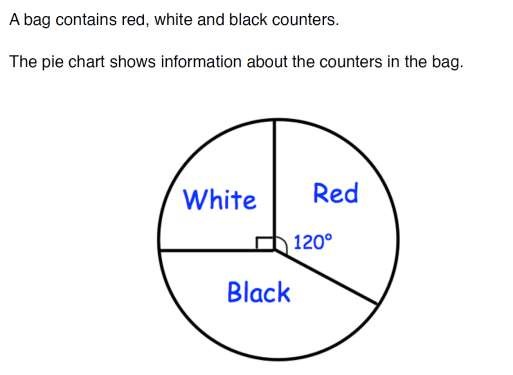 A bag contains red, white and black counters.
The pie chart shows information about the counters in the bag.
White
Red
120°
Black